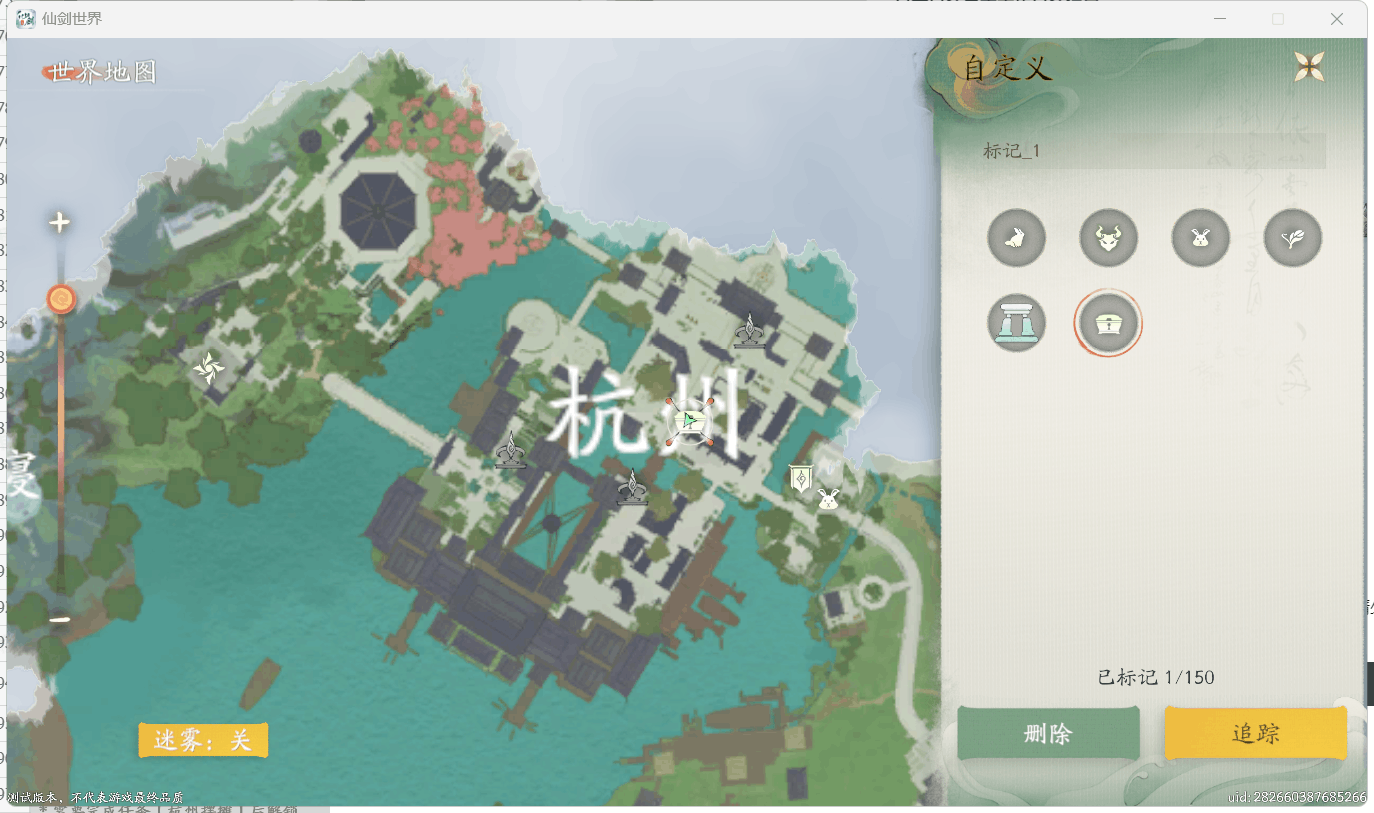 仙剑世界
世界地图
自定义
标记_1
杭州
夏
已标记 1/150
删除
追踪
迷雾：关
测试版本，不代表游戏最终品质
uid:282660387685266